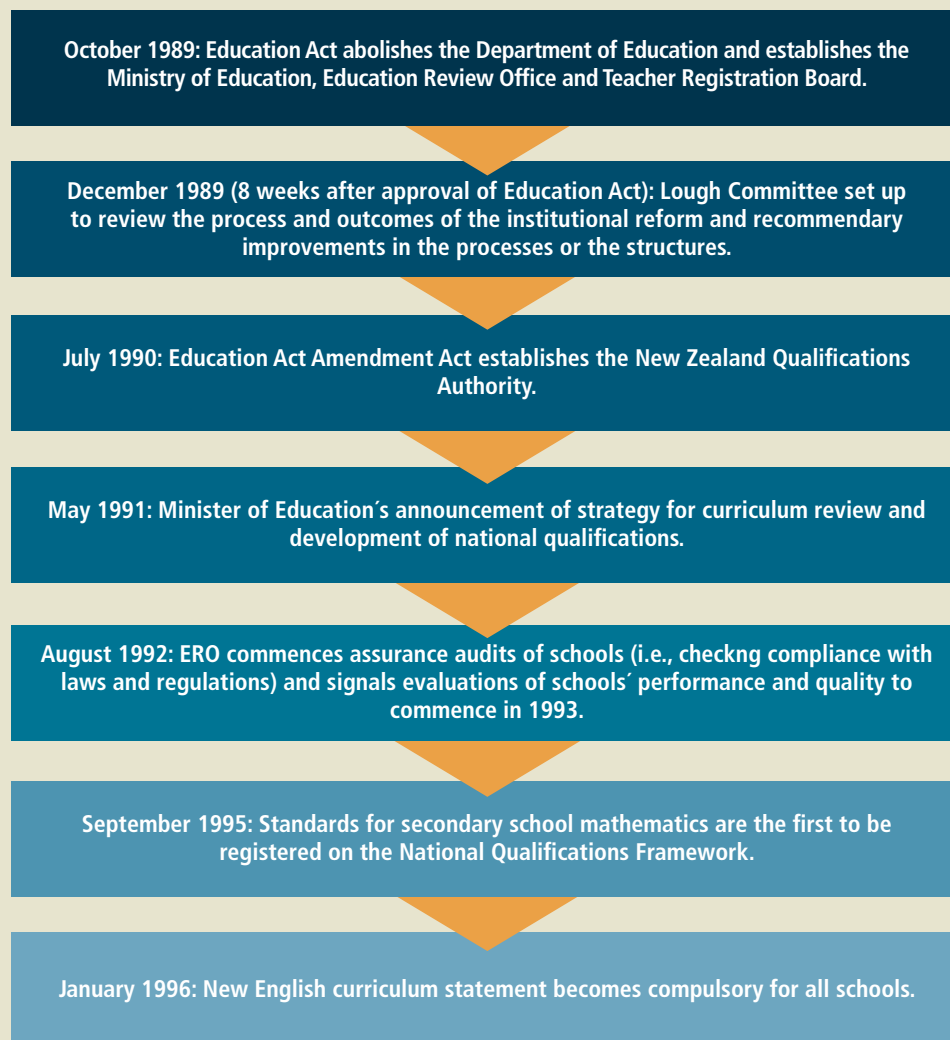 October 1989: Education Act abolishes the Department of Education and establishes the
Ministry of Education, Education Review Office and Teacher Registration Board.
December 1989 (8 weeks after approval of Education Act): Lough Committee set up
to review the process and outcomes of the institutional reform and recommendary
improvements in the processes or the structures.
July 1990: Education Act Amendment Act establishes the New Zealand Qualifications
Authority.
May 1991: Minister of Education´s announcement of strategy for curriculum review and
development of national qualifications.
August 1992: ERO commences assurance audits of schools (i.e., checkng compliance with
laws and regulations) and signals evaluations of schools´ performance and quality to
commence in 1993.
September 1995: Standards for secondary school mathematics are the first to be
registered on the National Qualifications Framework.
January 1996: New English curriculum statement becomes compulsory for all schools.